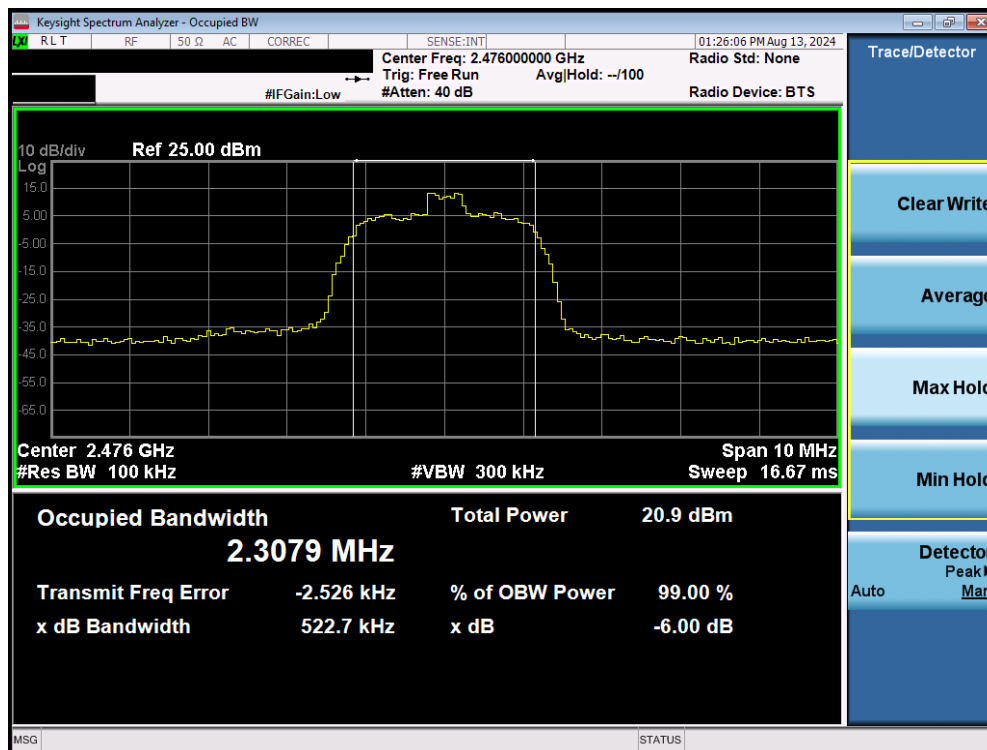 Keysight Spectrum Analyzer - Occupied BW
LXI RLT RF 50 Ω AC CORREC SENSE:INT 01:26:06 PM Aug 13, 2024
Center Freq: 2.476000000 GHz Radio Std: None
Trig: Free Run Avg|Hold: --/100
#IFGain:Low #Atten: 40 dB Radio Device: BTS
10 dB/div Ref 25.00 dBm
Log
15.0
5.00
-5.00
-15.0
-25.0
-35.0
-45.0
-55.0
-65.0
Center 2.476 GHz Span 10 MHz
#Res BW 100 kHz #VBW 300 kHz Sweep 16.67 ms
Occupied Bandwidth Total Power 20.9 dBm
2.3079 MHz
Transmit Freq Error -2.526 kHz % of OBW Power 99.00 %
x dB Bandwidth 522.7 kHz x dB -6.00 dB
Trace/Detector
Clear Write
Average
Max Hold
Min Hold
Detector
Peak
Auto Man
MSG STATUS